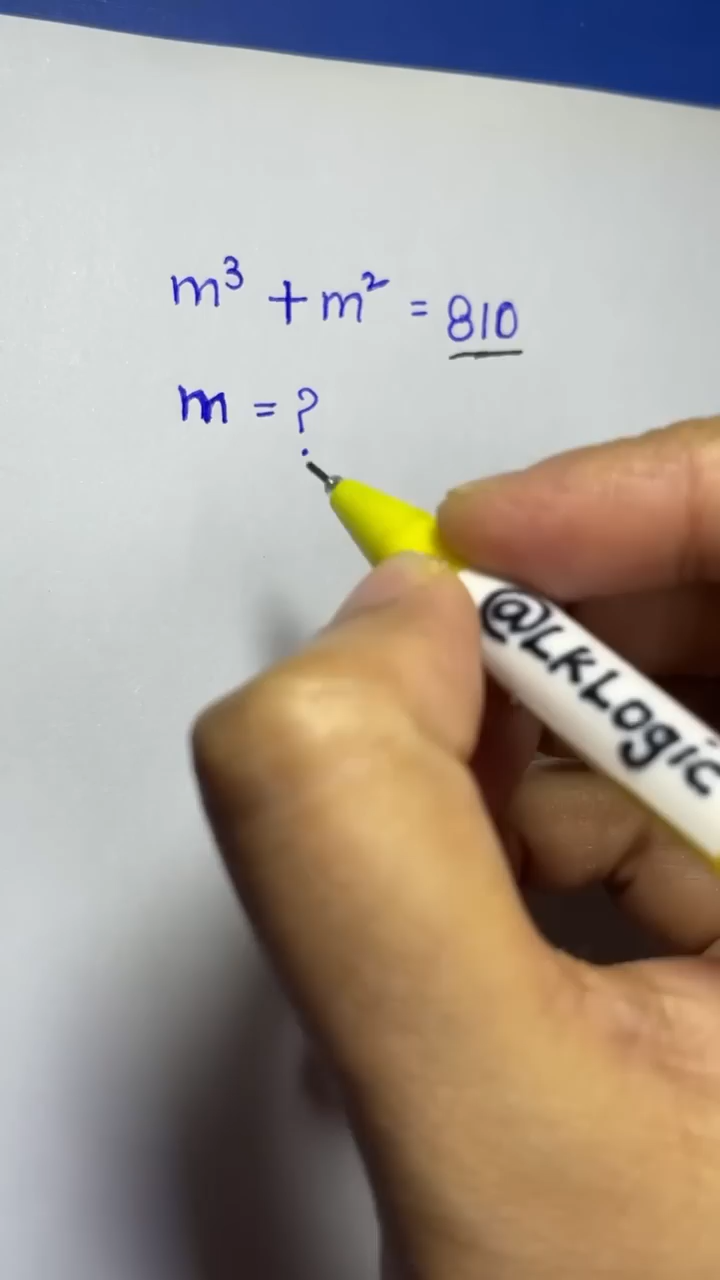 m³ + m² = 810
m = ?
@LKLogic